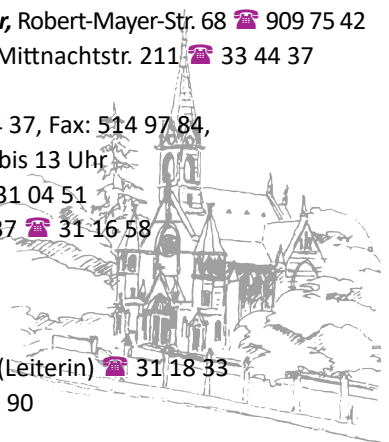 r, Robert-Mayer-Str. 68 ☎ 909 75 42
Mittnachtstr. 211 ☎ 33 44 37
37, Fax: 514 97 84,
bis 13 Uhr
31 04 51
37 ☎ 31 16 58
(Leiterin) ☎ 31 18 33
90